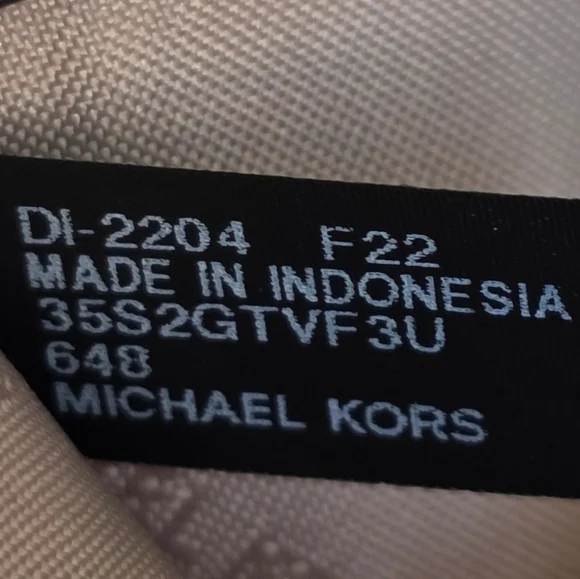 DI-2204 F22
MADE IN INDONESIA
35S2GTVF3U
648
MICHAEL KORS